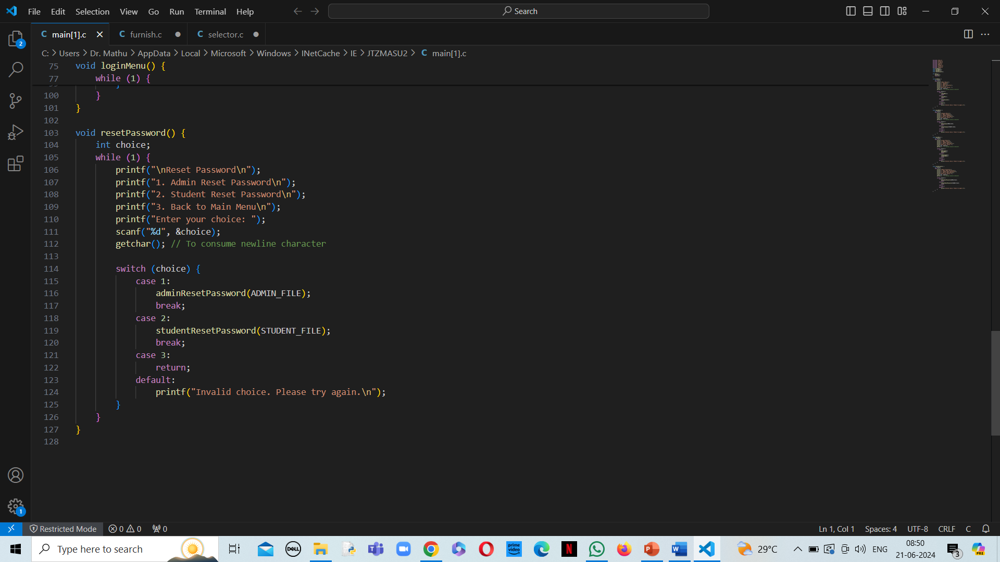 File Edit Selection View Go Run Terminal Help
Search
main[1].c furnish.c selector.c
2
C: > Users > Dr. Mathu > AppData > Local > Microsoft > Windows > INetCache > IE > JTZMASU2 > C main[1].c
75 void loginMenu() {
77 while (1) {
100 }
101 }
102
103 void resetPassword() {
104 int choice;
105 while (1) {
106 printf("\nReset Password\n");
107 printf("1. Admin Reset Password\n");
108 printf("2. Student Reset Password\n");
109 printf("3. Back to Main Menu\n");
110 printf("Enter your choice: ");
111 scanf("%d", &choice);
112 getchar(); // To consume newline character
113
114 switch (choice) {
115 case 1:
116 adminResetPassword(ADMIN_FILE);
117 break;
118 case 2:
119 studentResetPassword(STUDENT_FILE);
120 break;
121 case 3:
122 return;
123 default:
124 printf("Invalid choice. Please try again.\n");
125 }
126 }
127 }
128
1
Restricted Mode 0 0 0 Ln 1, Col 1 Spaces: 4 UTF-8 CRLF C
Type here to search DELL prime video N 29°C ENG 08:50 21-06-2024 3 PRE